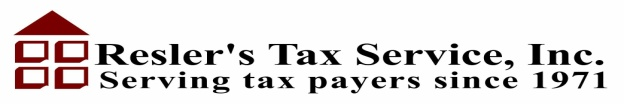 Resler's Tax Service, Inc.
Serving tax payers since 1971